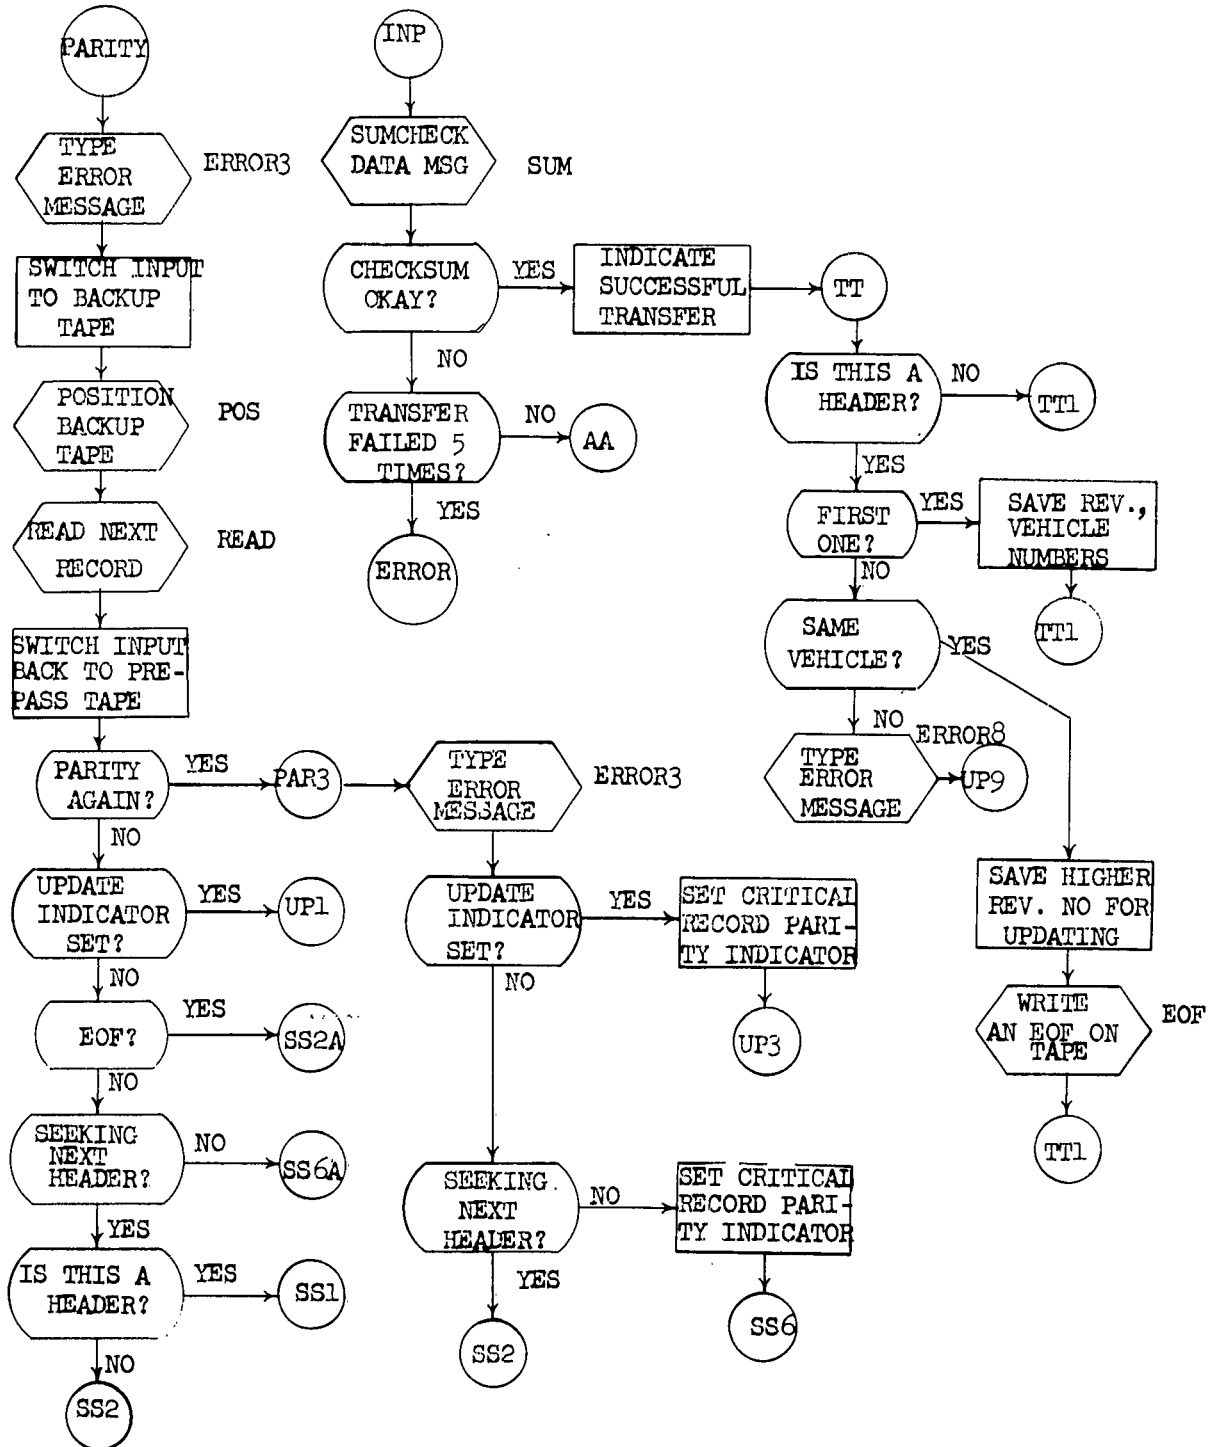 PARITY
TYPE
ERROR
MESSAGE
ERROR3
SWITCH INPUT
TO BACKUP
TAPE
POSITION
BACKUP
TAPE
POS
READ NEXT
RECORD
READ
SWITCH INPUT
BACK TO PRE-
PASS TAPE
PARITY
AGAIN?
YES
PAR3
NO
UPDATE
INDICATOR
SET?
YES
UP1
NO
EOF?
YES
SS2A
NO
SEEKING
NEXT
HEADER?
NO
SS6A
YES
IS THIS A
HEADER?
YES
SS1
NO
SS2
INP
SUMCHECK
DATA MSG
SUM
CHECKSUM
OKAY?
YES
INDICATE
SUCCESSFUL
TRANSFER
TT
NO
TRANSFER
FAILED 5
TIMES?
NO
AA
YES
ERROR
TYPE
ERROR
MESSAGE
ERROR3
UPDATE
INDICATOR
SET?
YES
SET CRITICAL
RECORD PARI-
TY INDICATOR
UP3
NO
SEEKING
NEXT
HEADER?
NO
SET CRITICAL
RECORD PARI-
TY INDICATOR
SS6
YES
SS2
IS THIS A
HEADER?
NO
TT1
YES
FIRST
ONE?
YES
SAVE REV.,
VEHICLE
NUMBERS
TT1
NO
SAME
VEHICLE?
YES
NO
ERROR8
TYPE
ERROR
MESSAGE
UP9
SAVE HIGHER
REV. NO FOR
UPDATING
WRITE
AN EOF ON
TAPE
EOF
TT1